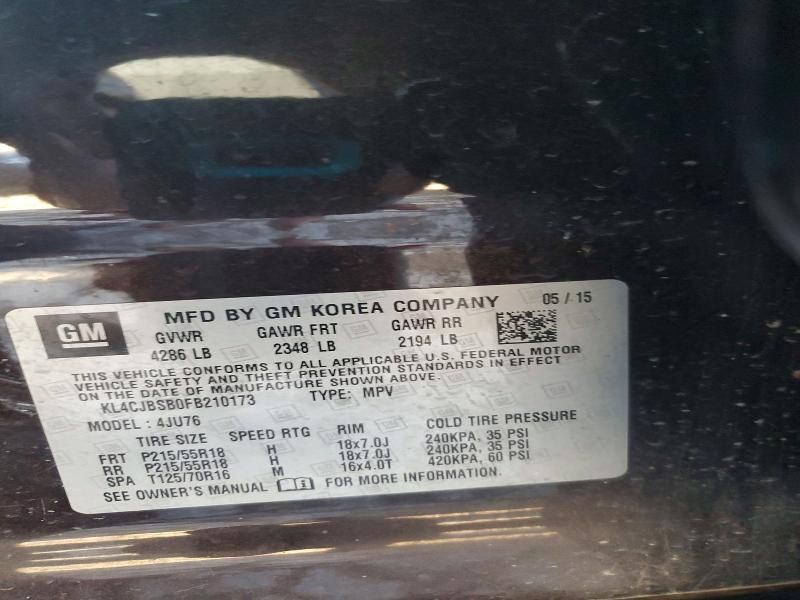 MFD BY GM KOREA COMPANY 05 / 15
GM
GVWR GAWR FRT GAWR RR
4286 LB 2348 LB 2194 LB
THIS VEHICLE CONFORMS TO ALL APPLICABLE U.S. FEDERAL MOTOR
VEHICLE SAFETY AND THEFT PREVENTION STANDARDS IN EFFECT
ON THE DATE OF MANUFACTURE SHOWN ABOVE.
KL4CJBSB0FB210173 TYPE: MPV
MODEL : 4JU76
TIRE SIZE SPEED RTG RIM COLD TIRE PRESSURE
FRT P215/55R18 H 18x7.0J 240KPA, 35 PSI
RR P215/55R18 H 18x7.0J 240KPA, 35 PSI
SPA T125/70R16 M 16x4.0T 420KPA, 60 PSI
SEE OWNER'S MANUAL FOR MORE INFORMATION.